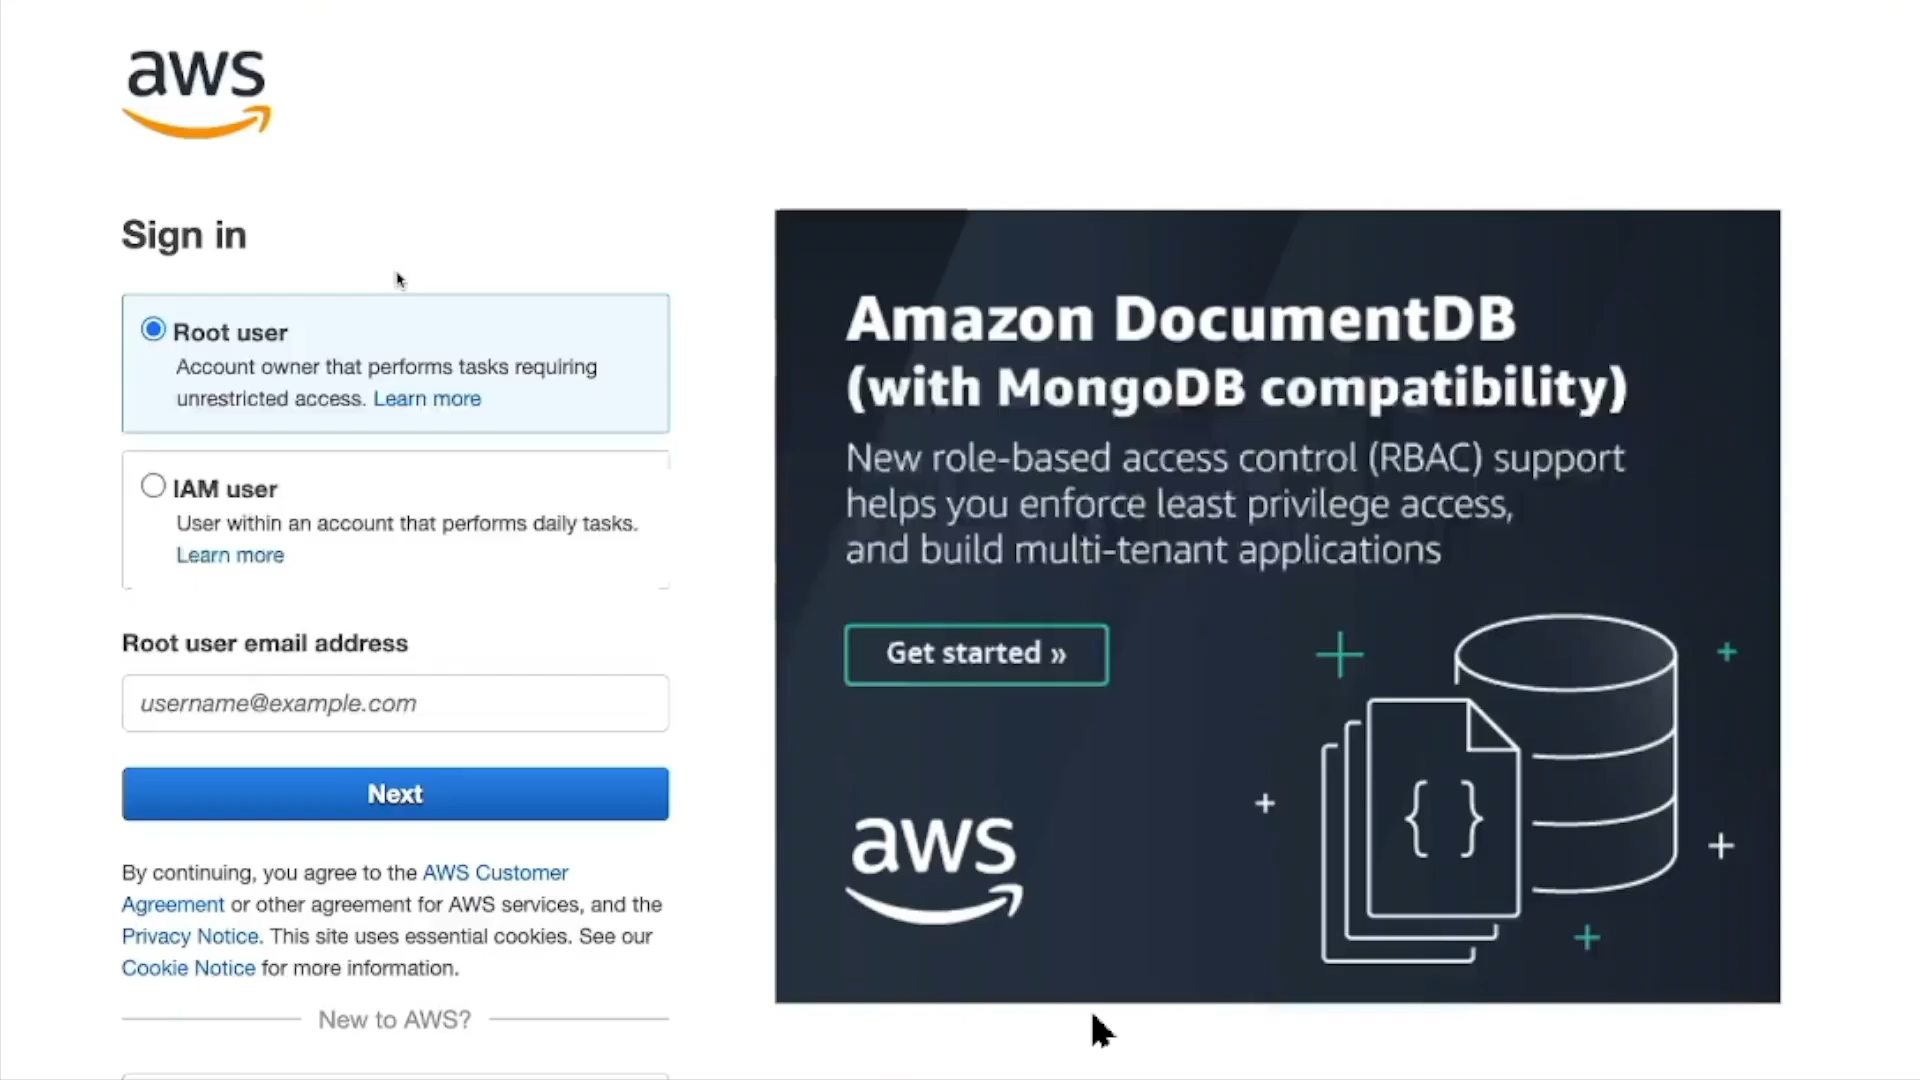 aws
Sign in
Root user
Account owner that performs tasks requiring
unrestricted access. Learn more
IAM user
User within an account that performs daily tasks.
Learn more
Root user email address
username@example.com
Next
By continuing, you agree to the AWS Customer
Agreement or other agreement for AWS services, and the
Privacy Notice. This site uses essential cookies. See our
Cookie Notice for more information.
New to AWS?
Amazon DocumentDB
(with MongoDB compatibility)
New role-based access control (RBAC) support
helps you enforce least privilege access,
and build multi-tenant applications
Get started »
aws
{ }